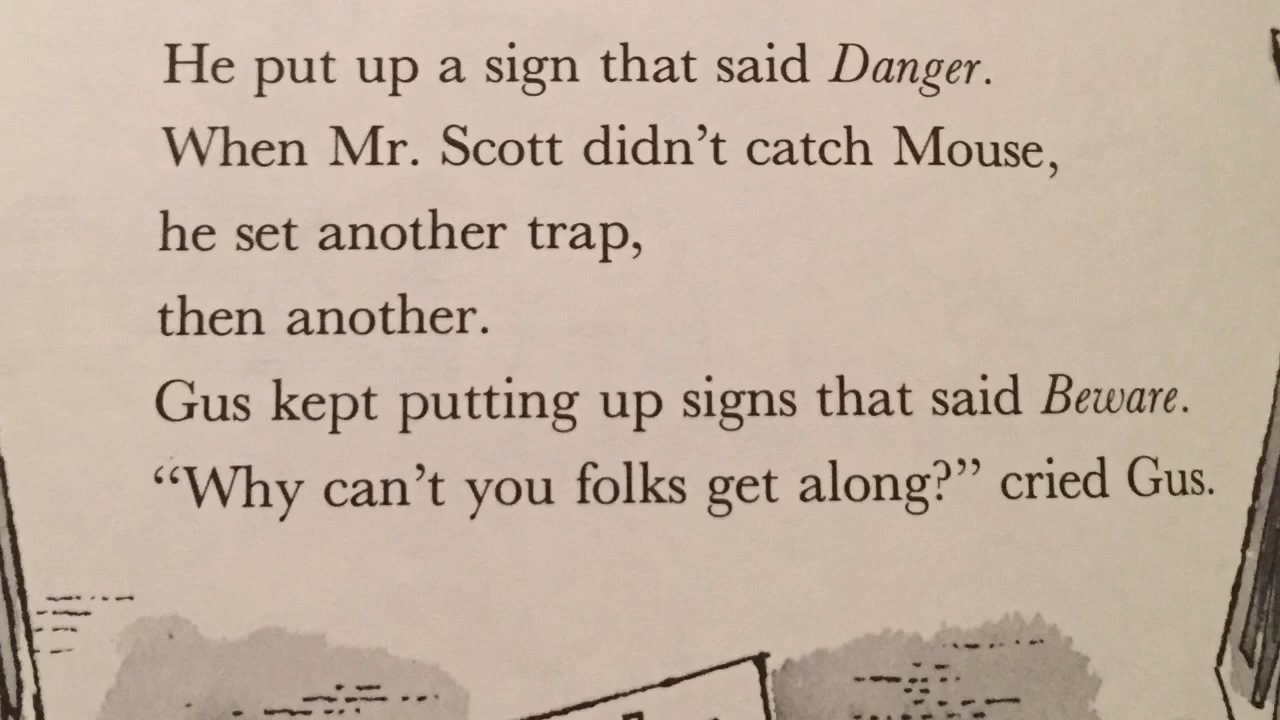 He put up a sign that said Danger.
When Mr. Scott didn't catch Mouse,
he set another trap,
then another.
Gus kept putting up signs that said Beware.
“Why can't you folks get along?” cried Gus.